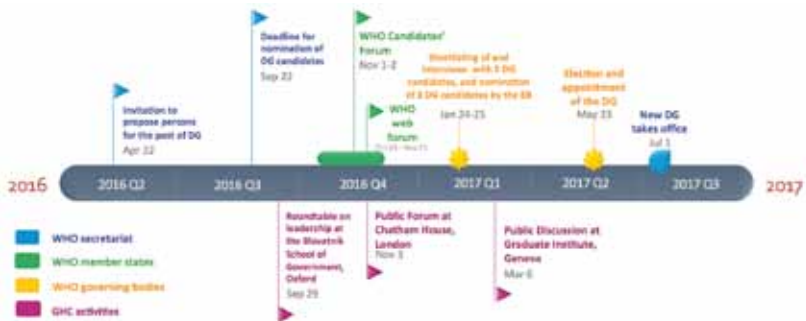 Deadline for
nomination of
DG candidates
Sep 22
WHO Candidates'
Forum
Nov 1-2
Shortlisting of and
interviews with 5 DG
candidates, and nomination
of 3 DG candidates by the EB
Jan 24-25
Election and
appointment
of the DG
May 23
Invitation to
propose persons
for the post of DG
Apr 22
WHO
web
forum
New DG
takes office
Jul 1
2016
2016 Q2
2016 Q3
2016 Q4
2017 Q1
2017 Q2
2017 Q3
2017
WHO secretariat
WHO member states
WHO governing bodies
GHC activities
Roundtable on
leadership at
the Blavatnik
School of
Government,
Oxford
Sep 29
Public Forum at
Chatham House,
London
Nov 3
Public Discussion at
Graduate Institute,
Geneva
Mar 6